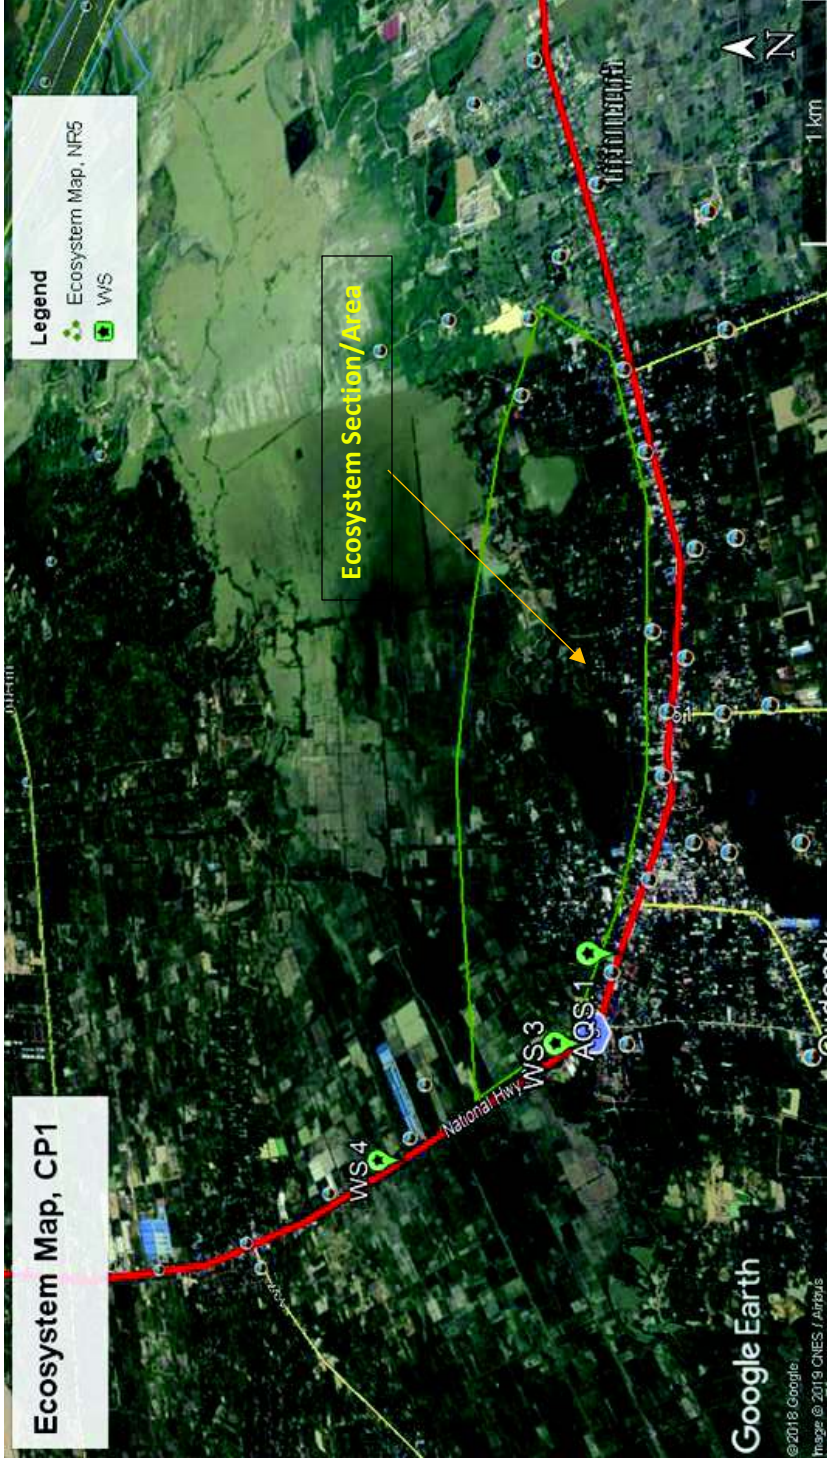 Ecosystem Map, CP1
Legend
Ecosystem Map, NR5
WS
Ecosystem Section/Area
WS 4
National Hwy
WS 3
AQS 1
N
1 km
Google Earth
© 2018 Google
Image © 2019 CNES / Airbus